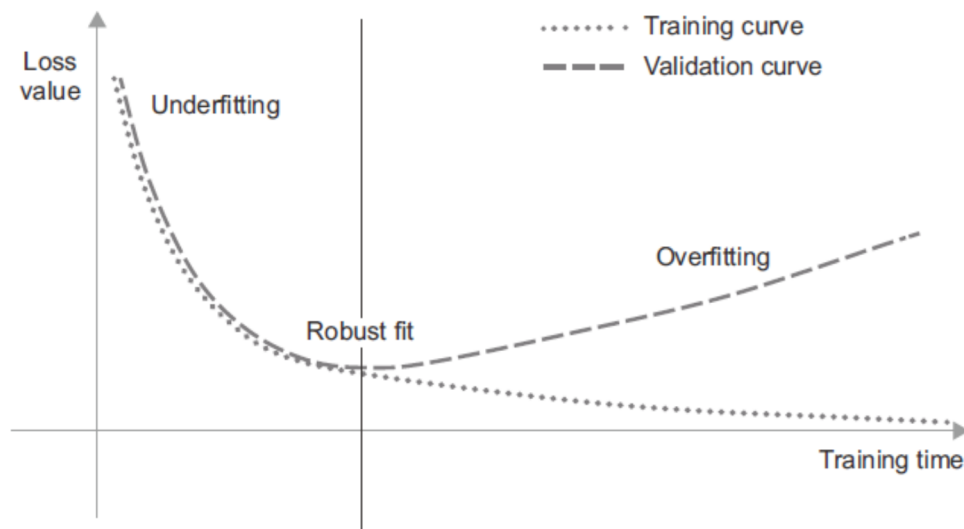 Training curve
Validation curve
Loss
value
Underfitting
Overfitting
Robust fit
Training time